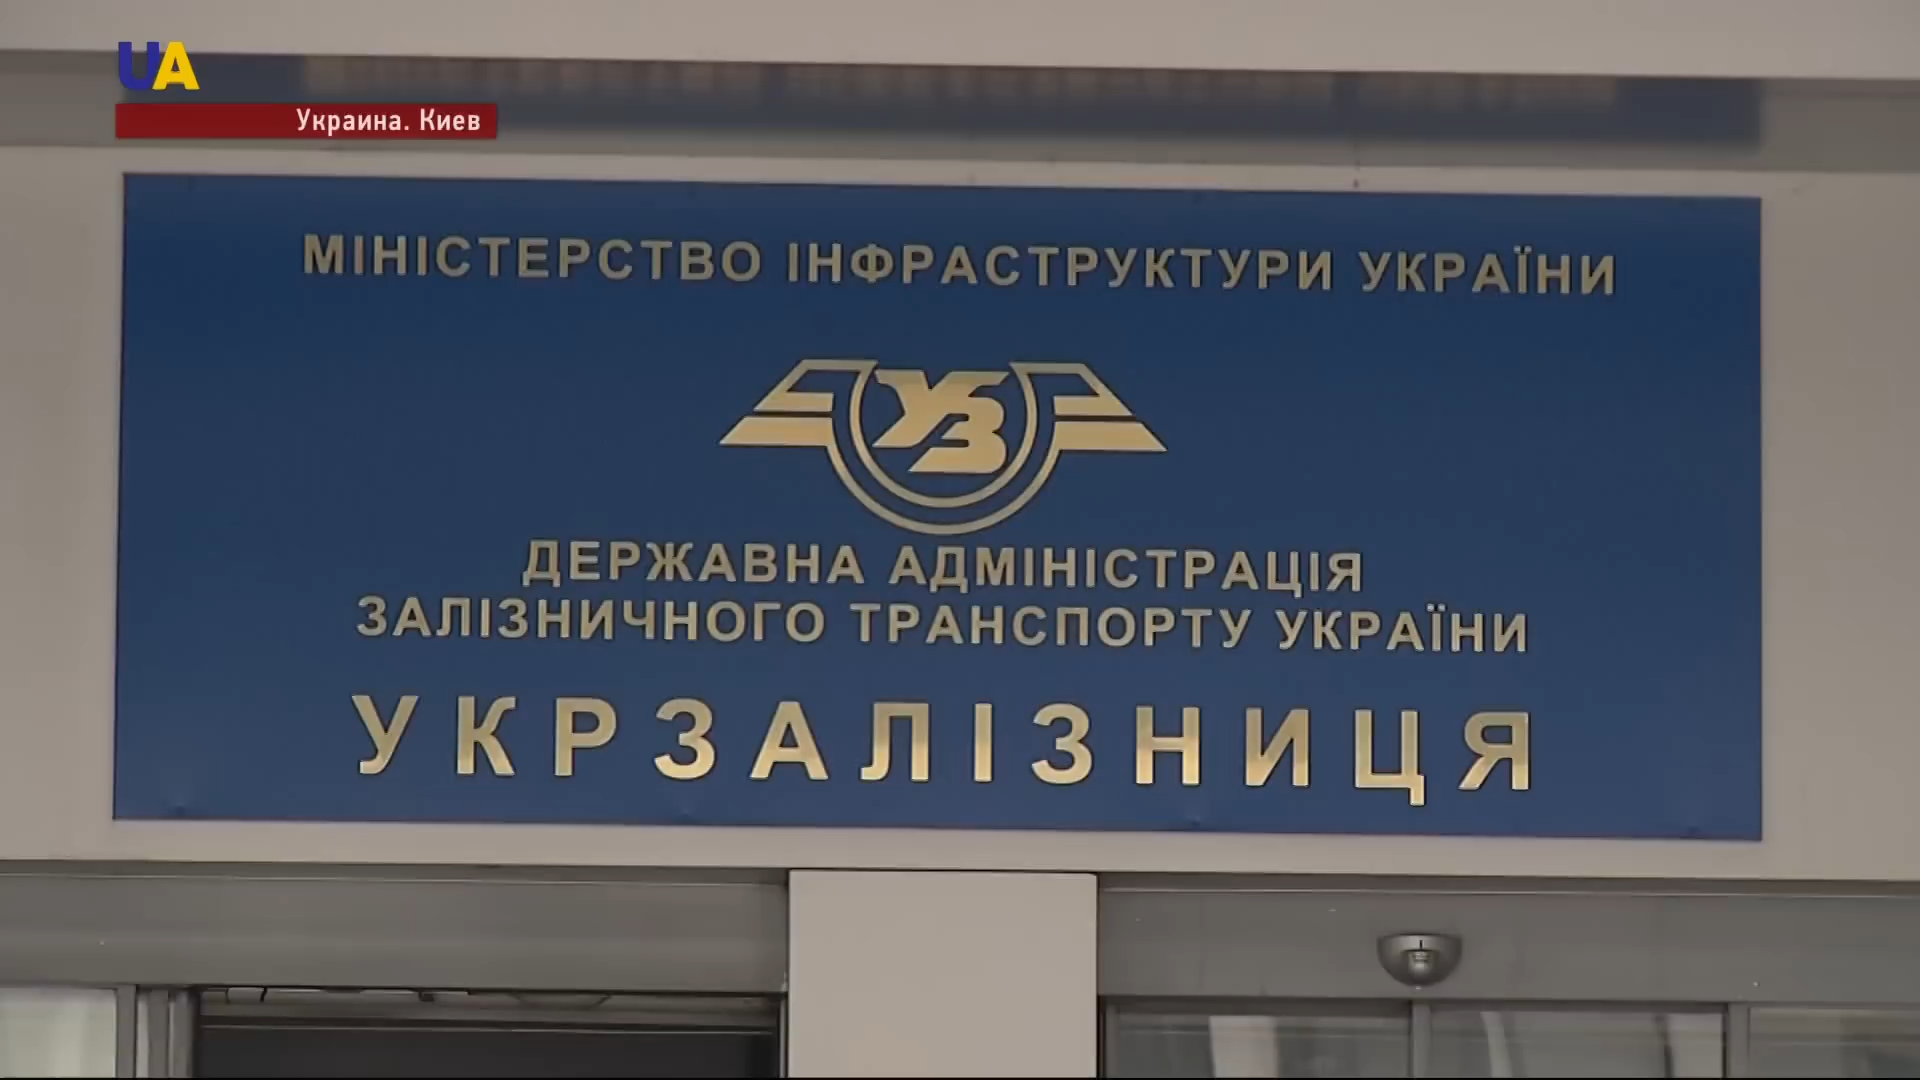 UA
Украина. Киев
МІНІСТЕРСТВО ІНФРАСТРУКТУРИ УКРАЇНИ
УЗ
ДЕРЖАВНА АДМІНІСТРАЦІЯ
ЗАЛІЗНИЧНОГО ТРАНСПОРТУ УКРАЇНИ
УКРЗАЛІЗНИЦЯ